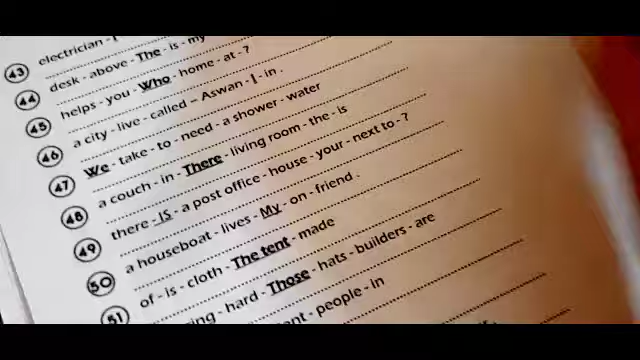 43 electrician -
44 desk - above - The - is - my
45 helps - you - Who - home - at - ?
46 a city - live - called - Aswan - I - in .
47 We - take - to - need - a shower - water
48 a couch - in - There - living room - the - is
49 there - is - a post office - house - your - next to - ?
50 a houseboat - lives - My - on - friend .
51 of - is - cloth - The tent - made
hard - Those - hats - builders - are
people - in